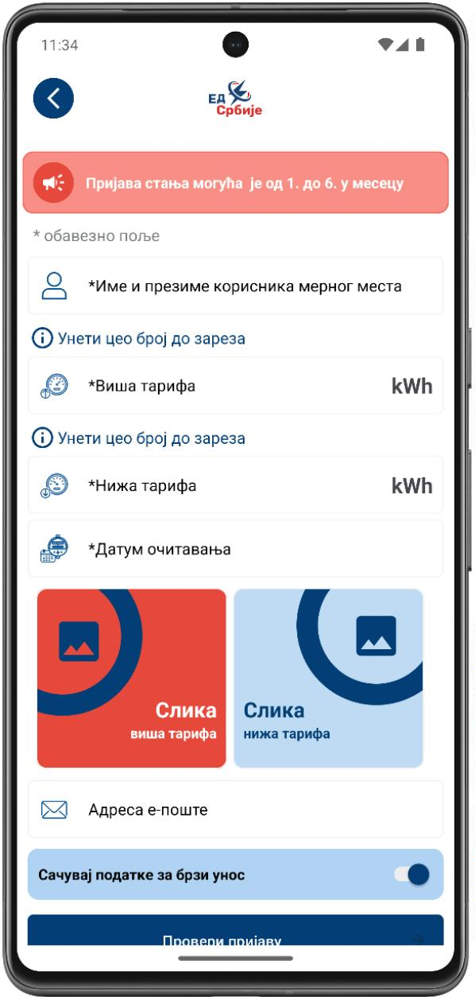 11:34
ЕД
Србије
Пријава стања могућа је од 1. до 6. у месецу
* обавезно поље
*Име и презиме корисника мерног места
Унети цео број до зареза
*Виша тарифа kWh
Унети цео број до зареза
*Нижа тарифа kWh
*Датум очитавања
Слика
виша тарифа
Слика
нижа тарифа
Адреса е-поште
Сачувај податке за брзи унос
Провери пријаву